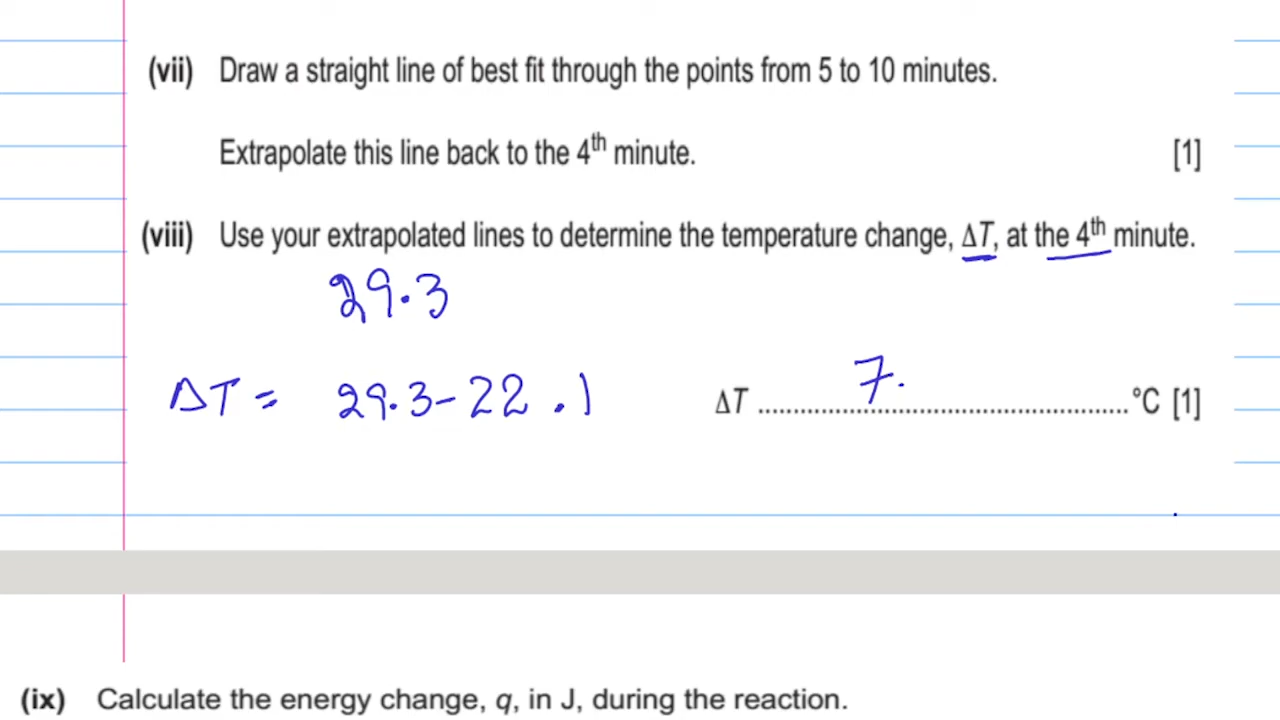 (vii) Draw a straight line of best fit through the points from 5 to 10 minutes.
Extrapolate this line back to the 4th minute. [1]
(viii) Use your extrapolated lines to determine the temperature change, ΔT, at the 4th minute.
29.3
ΔT = 29.3-22.1
ΔT 7. .................................................... °C [1]
(ix) Calculate the energy change, q, in J, during the reaction.